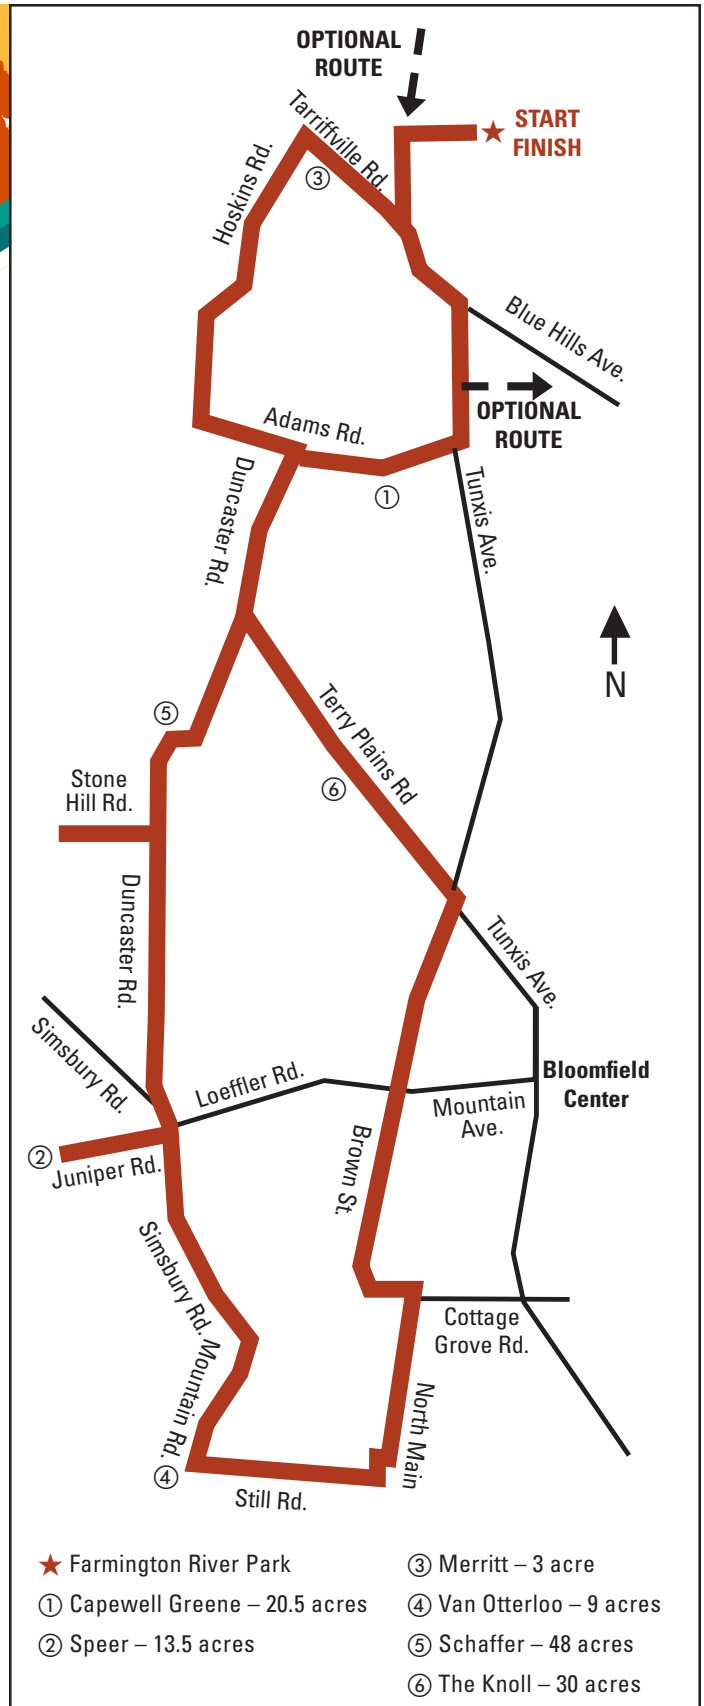 OPTIONAL
ROUTE
START
FINISH
Tarriffville Rd.
③
Hoskins Rd.
Blue Hills Ave.
OPTIONAL
ROUTE
Adams Rd.
①
Duncaster Rd.
Tunxis Ave.
N
Terry Plains Rd
⑤
⑥
Stone
Hill Rd.
Duncaster Rd.
Tunxis Ave.
Simsbury Rd.
Loeffler Rd.
Bloomfield
Center
Mountain
Ave.
②
Juniper Rd.
Brown St.
Simsbury Rd.
Cottage
Grove Rd.
Mountain Rd.
North Main
④
Still Rd.
★ Farmington River Park
① Capewell Greene – 20.5 acres
② Speer – 13.5 acres
③ Merritt – 3 acre
④ Van Otterloo – 9 acres
⑤ Schaffer – 48 acres
⑥ The Knoll – 30 acres